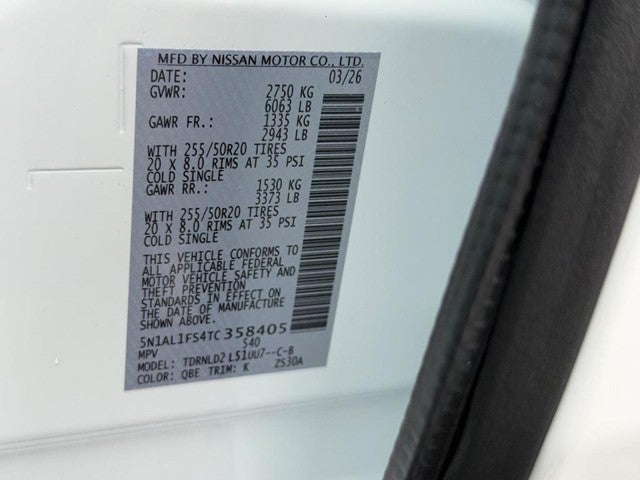 MFD BY NISSAN MOTOR CO., LTD.
DATE: 03/26
GVWR: 2750 KG
6063 LB
GAWR FR.: 1335 KG
2943 LB
WITH 255/50R20 TIRES
20 X 8.0 RIMS AT 35 PSI
COLD SINGLE
GAWR RR.: 1530 KG
3373 LB
WITH 255/50R20 TIRES
20 X 8.0 RIMS AT 35 PSI
COLD SINGLE
THIS VEHICLE CONFORMS TO
ALL APPLICABLE FEDERAL
MOTOR VEHICLE SAFETY AND
THEFT PREVENTION
STANDARDS IN EFFECT ON
THE DATE OF MANUFACTURE
SHOWN ABOVE.
5N1AL1FS4TC358405
MPV 540
MODEL: TDRNLD2 L51UU7--C-B
COLOR: QBE TRIM: K ZS30A